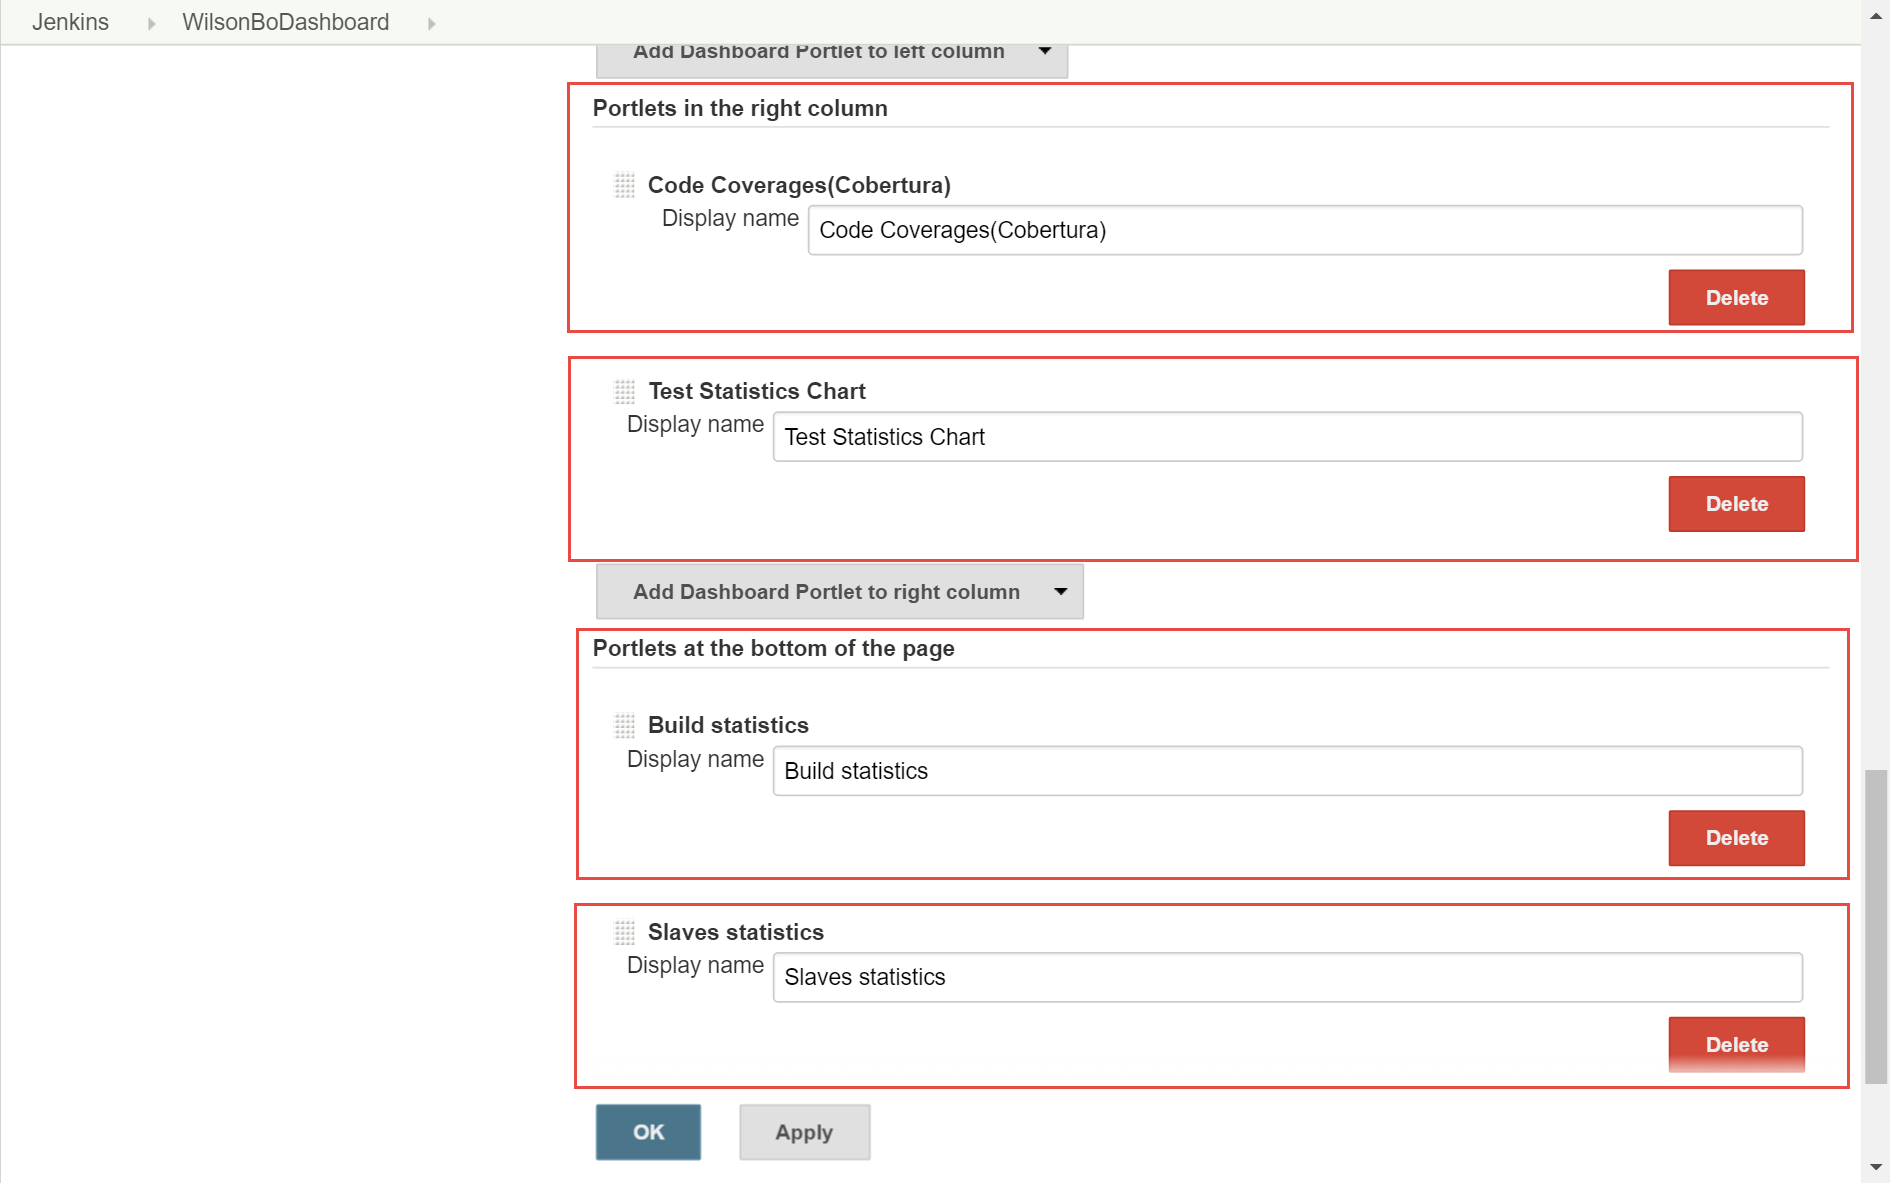 Jenkins WilsonBoDashboard
Add Dashboard Portlet to left column
Portlets in the right column
Code Coverages(Cobertura)
Display name Code Coverages(Cobertura)
Delete
Test Statistics Chart
Display name Test Statistics Chart
Delete
Add Dashboard Portlet to right column
Portlets at the bottom of the page
Build statistics
Display name Build statistics
Delete
Slaves statistics
Display name Slaves statistics
Delete
OK Apply